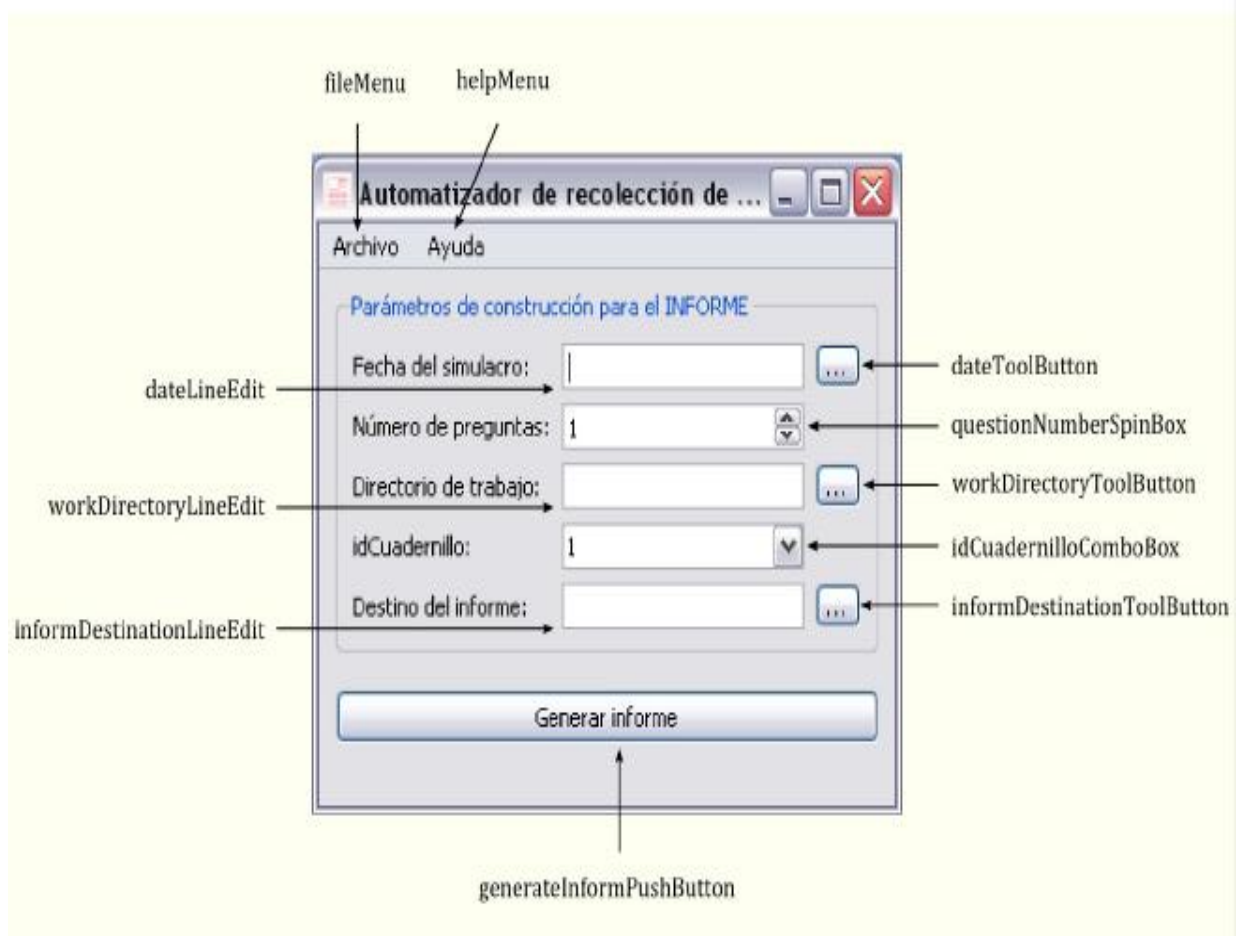 fileMenu helpMenu
Automatizador de recolección de ...
Archivo Ayuda
Parámetros de construcción para el INFORME
Fecha del simulacro: ...
dateLineEdit
dateToolButton
Número de preguntas: 1
questionNumberSpinBox
Directorio de trabajo: ...
workDirectoryLineEdit
workDirectoryToolButton
idCuadernillo: 1
idCuadernilloComboBox
Destino del informe: ...
informDestinationLineEdit
informDestinationToolButton
Generar informe
generateInformPushButton